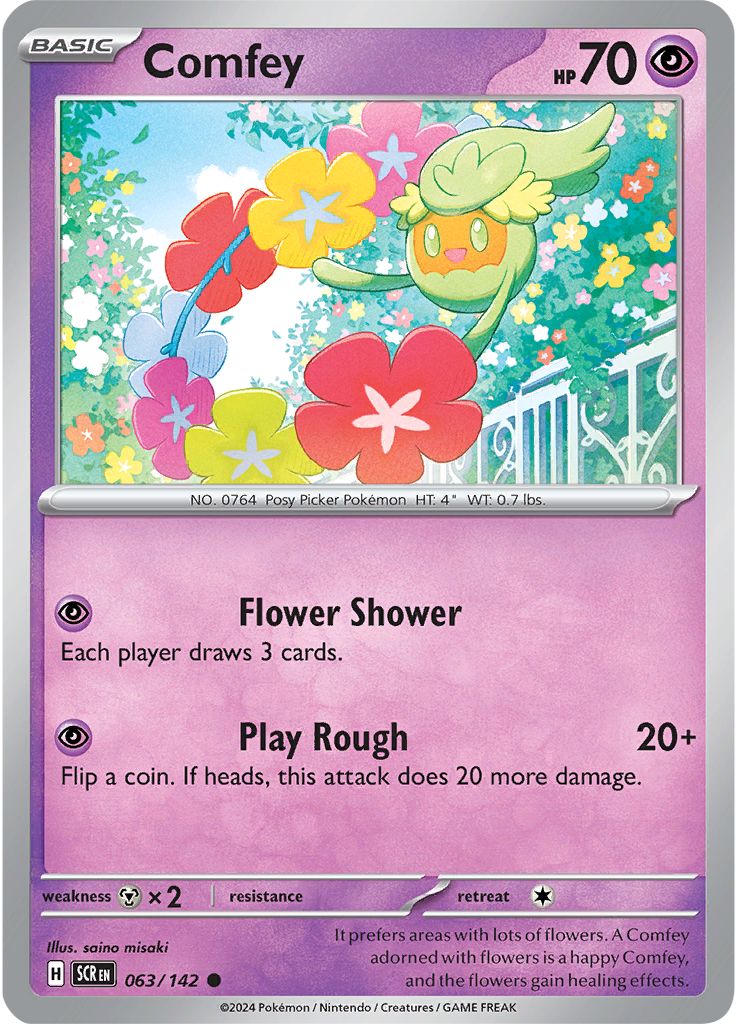 BASIC
Comfey
HP 70
NO. 0764 Posy Picker Pokémon HT: 4" WT: 0.7 lbs.
Flower Shower
Each player draws 3 cards.
Play Rough 20+
Flip a coin. If heads, this attack does 20 more damage.
weakness ×2 resistance retreat
Illus. saino misaki
It prefers areas with lots of flowers. A Comfey
adorned with flowers is a happy Comfey,
and the flowers gain healing effects.
H SCR EN 063/142
©2024 Pokémon / Nintendo / Creatures / GAME FREAK